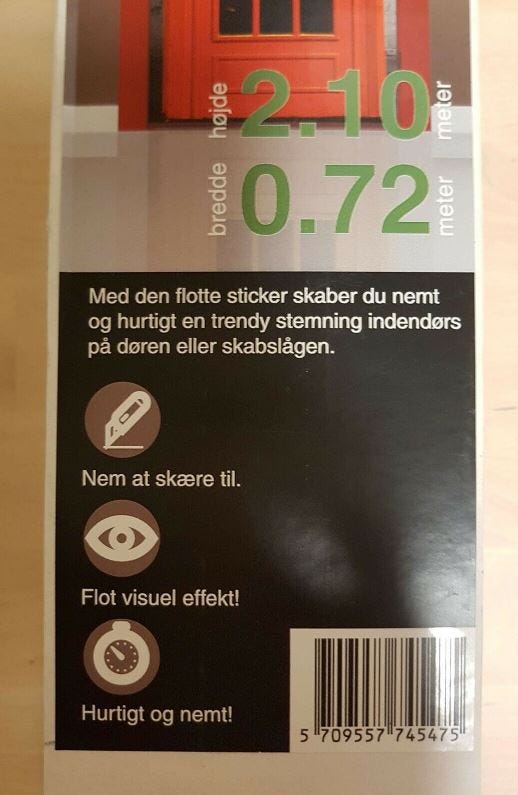 højde 2.10 meter
bredde 0.72 meter
Med den flotte sticker skaber du nemt
og hurtigt en trendy stemning indendørs
på døren eller skabslågen.
Nem at skære til.
Flot visuel effekt!
Hurtigt og nemt!
5 709557 745475